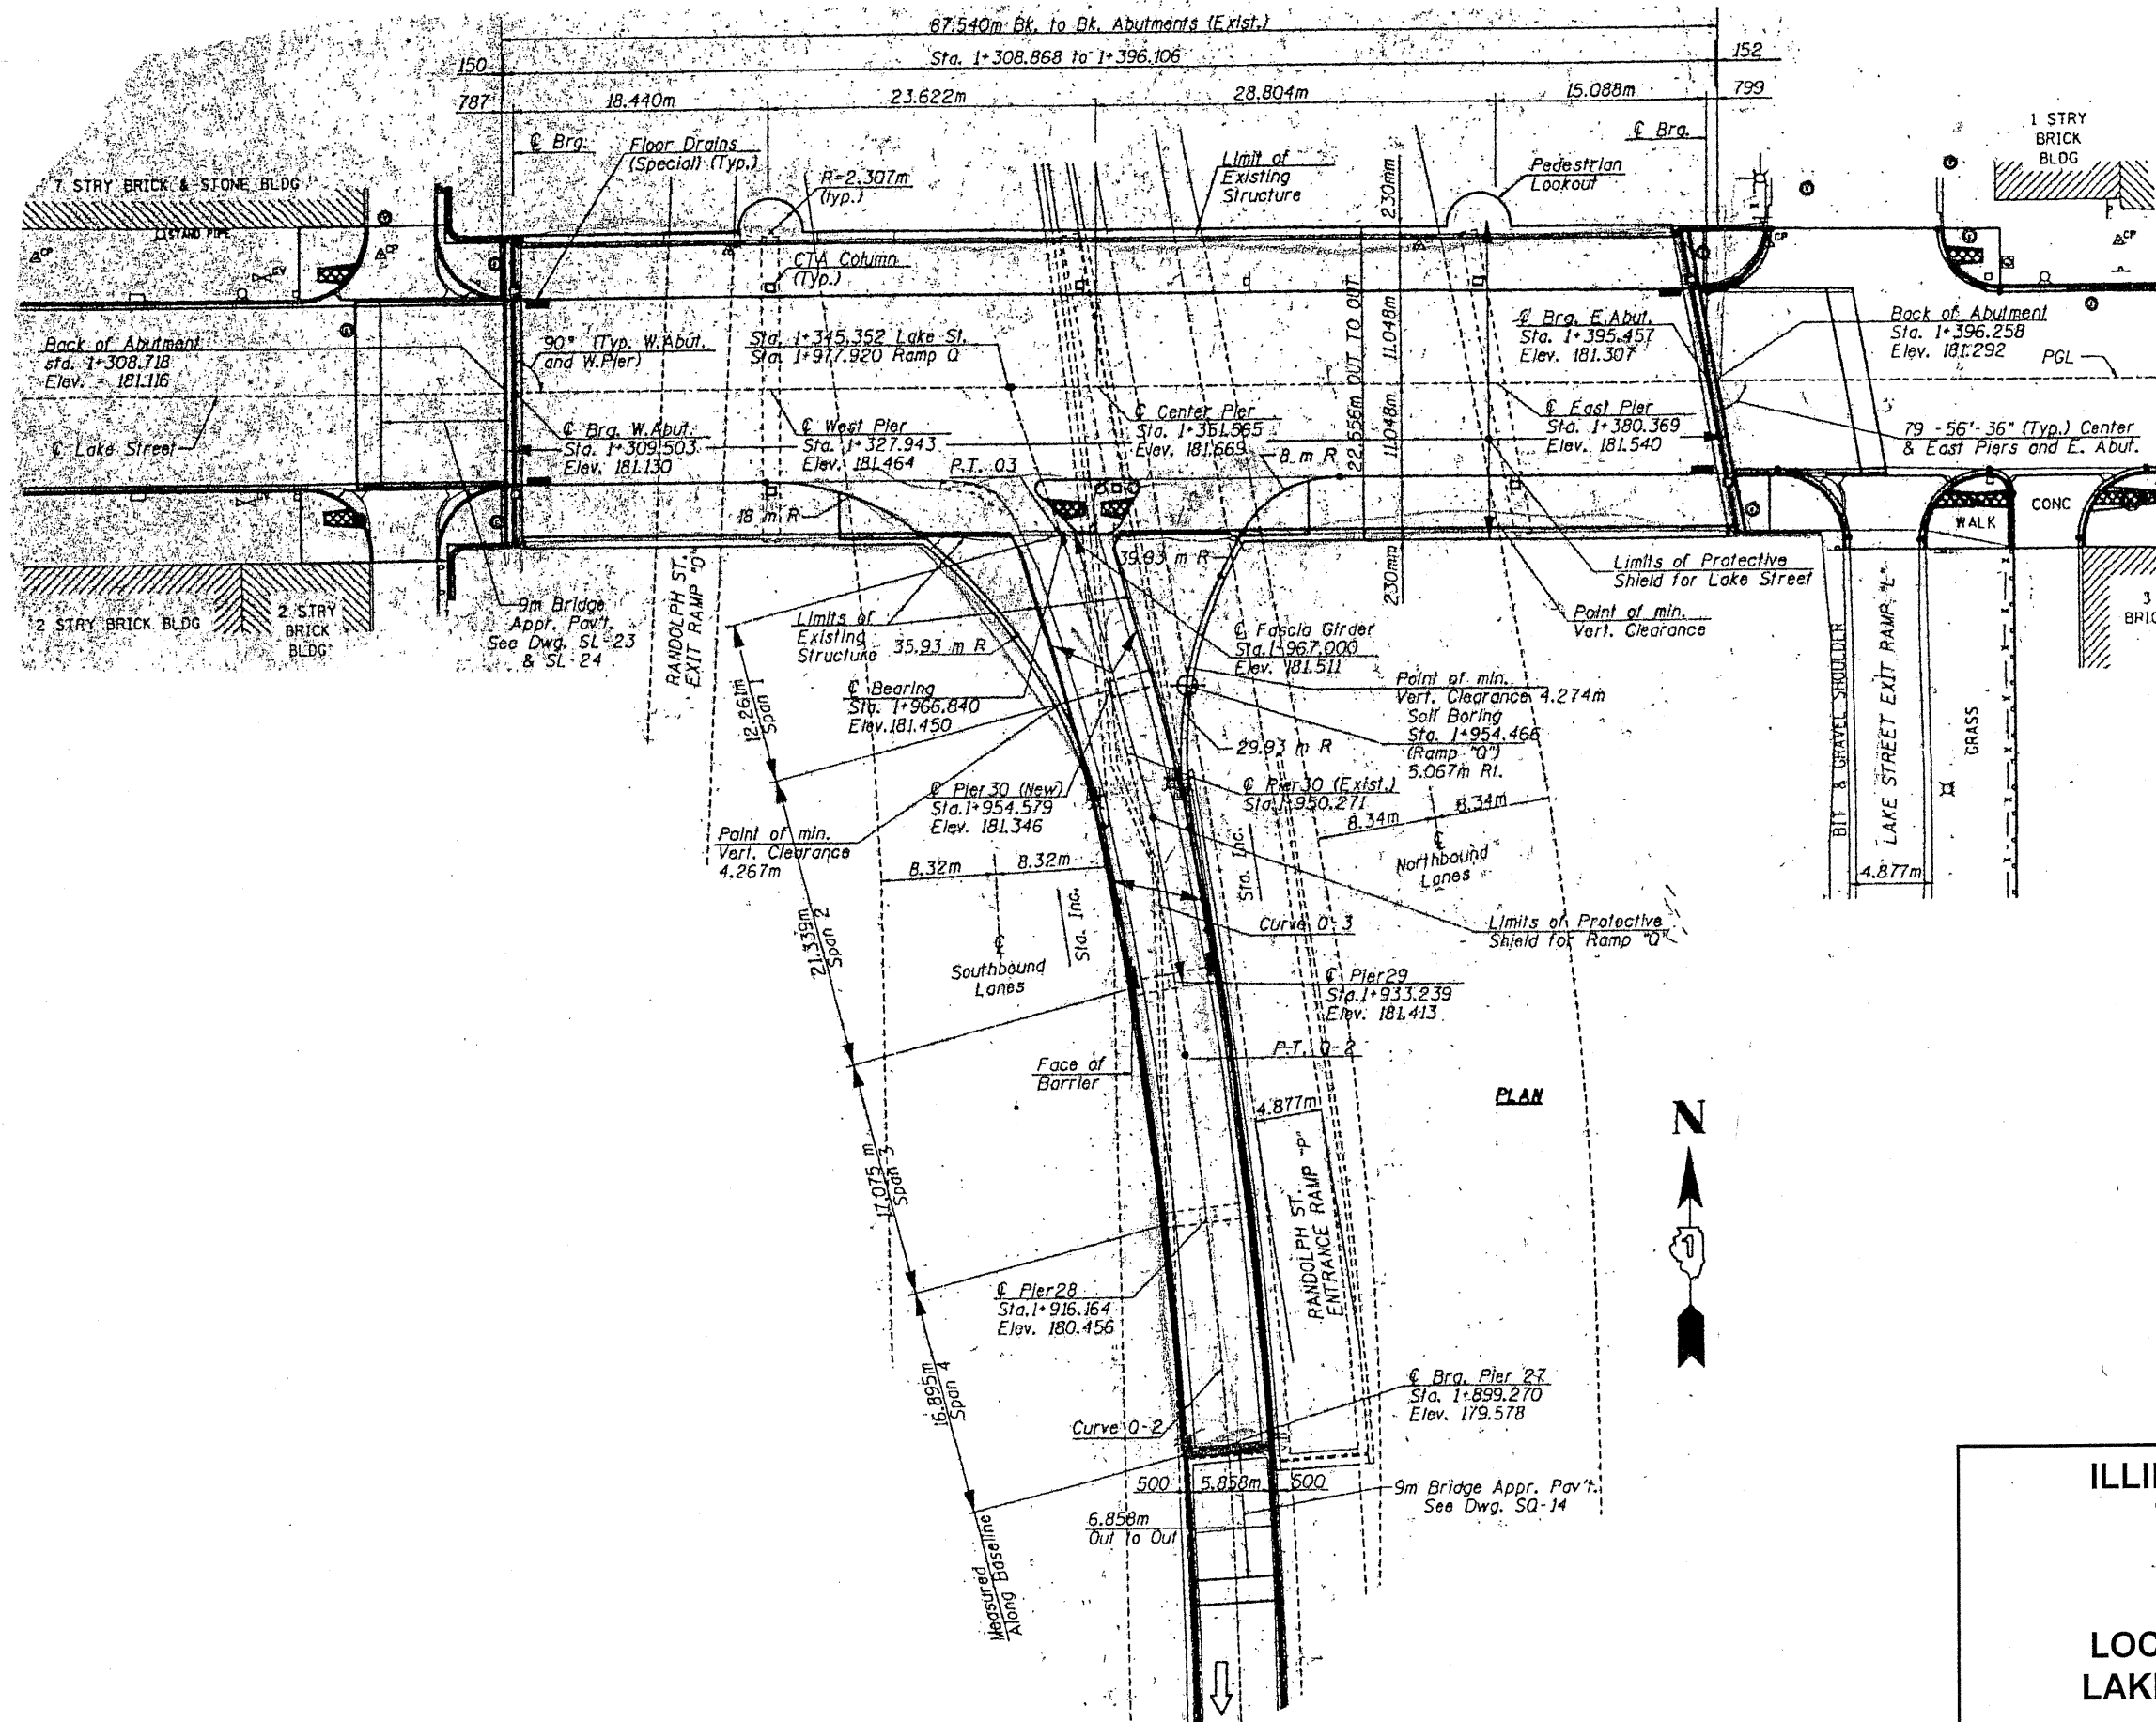 87.540m Bk. to Bk. Abutments (Exist.)
Sta. 1+308.868 to 1+396.106
150
152
787
18.440m
23.622m
28.804m
15.088m
799
℄ Brg.
Floor Drains
(Special) (Typ.)
R=2.307m
(typ.)
Limit of
Existing
Structure
230mm
Pedestrian
Lookout
℄ Brg.
1 STRY
BRICK
BLDG
7 STRY BRICK & STONE BLDG
STAND PIPE
CP
CP
CP
CP
CTA Column
(Typ.)
Back of Abutment
sta. 1+308.718
Elev. = 181.116
90° (Typ. W. Abut.
and W. Pier)
Sta. 1+345.352 Lake St.
Sta. 1+977.920 Ramp Q
22.556m OUT TO OUT
11.048m
11.048m
℄ Brg. E. Abut.
Sta. 1+395.457
Elev. 181.307
Back of Abutment
Sta. 1+396.258
Elev. 181.292
PGL
℄ Lake Street
℄ Brg. W. Abut.
Sta. 1+309.503
Elev. 181.130
℄ West Pier
Sta. 1+327.943
Elev. 181.464
℄ Center Pier
Sta. 1+351.565
Elev. 181.669
℄ East Pier
Sta. 1+380.369
Elev. 181.540
79 -56'-36" (Typ.) Center
& East Piers and E. Abut.
P.T. 03
8 m R
18 m R
CONC
WALK
39.93 m R
230mm
Limits of Protective
Shield for Lake Street
Point of min.
Vert. Clearance
2 STRY BRICK BLDG
2 STRY
BRICK
BLDG
9m Bridge
Appr. Pav't.
See Dwg. SL-23
& SL-24
RANDOLPH ST.
EXIT RAMP "O"
Limits of
Existing
Structure
35.93 m R
℄ Fascia Girder
Sta. 1+967.000
Elev. 181.511
3
BRIC
12.261m
Span 1
℄ Bearing
Sta. 1+966.840
Elev. 181.450
Point of min.
Vert. Clearance 4.274m
Soil Boring
Sta. 1+954.466
(Ramp "Q")
5.067m Rt.
29.93 m R
BIT & GRAVEL SHOULDER
LAKE STREET EXIT RAMP "L"
GRASS
4.877m
℄ Pier 30 (New)
Sta. 1+954.579
Elev. 181.346
℄ Pier 30 (Exist.)
Sta. 1+950.271
Point of min.
Vert. Clearance
4.267m
8.34m
8.34m
℄
Northbound
Lanes
8.32m
8.32m
Sta. Inc.
Sta. Inc.
21.339m
Span 2
℄
Southbound
Lanes
Curve Q-3
Limits of Protective
Shield for Ramp "Q"
℄ Pier 29
Sta. 1+933.239
Elev. 181.413
P.T. Q-2
Face of
Barrier
PLAN
4.877m
N
17.075 m
Span 3
RANDOLPH ST.
ENTRANCE RAMP "P"
℄ Pier 28
Sta. 1+916.164
Elev. 180.456
16.895m
Span 4
Curve Q-2
℄ Brg. Pier 27
Sta. 1+899.270
Elev. 179.578
500
5.858m
500
9m Bridge Appr. Pav't.
See Dwg. SQ-14
6.858m
Out to Out
Measured
Along Baseline
ILLI
LOC
LAK